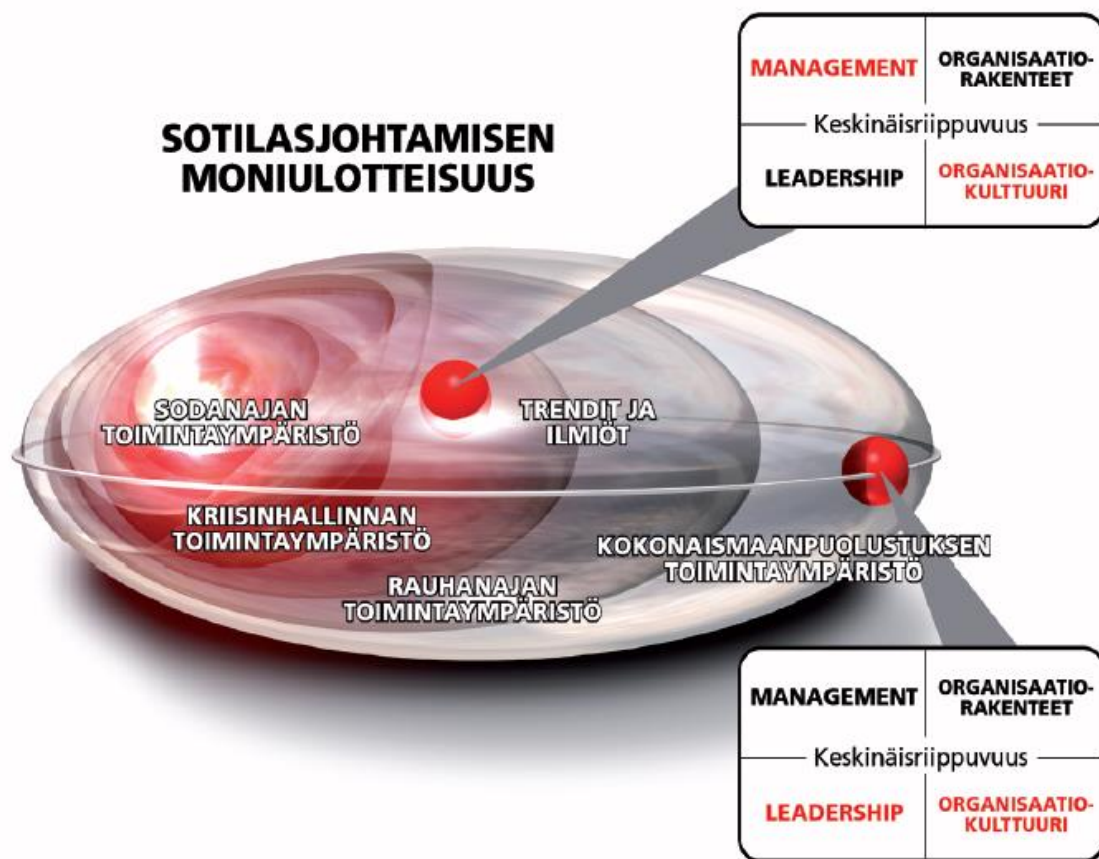 SOTILASJOHTAMISEN
MONIULOTTEISUUS
MANAGEMENT
ORGANISAATIO-
RAKENTEET
Keskinäisriippuvuus
LEADERSHIP
ORGANISAATIO-
KULTTUURI
SODANAJAN
TOIMINTAYMPÄRISTÖ
TRENDIT JA
ILMIÖT
KRIISINHALLINNAN
TOIMINTAYMPÄRISTÖ
KOKONAISMAANPUOLUSTUKSEN
TOIMINTAYMPÄRISTÖ
RAUHANAJAN
TOIMINTAYMPÄRISTÖ
MANAGEMENT
ORGANISAATIO-
RAKENTEET
Keskinäisriippuvuus
LEADERSHIP
ORGANISAATIO-
KULTTUURI